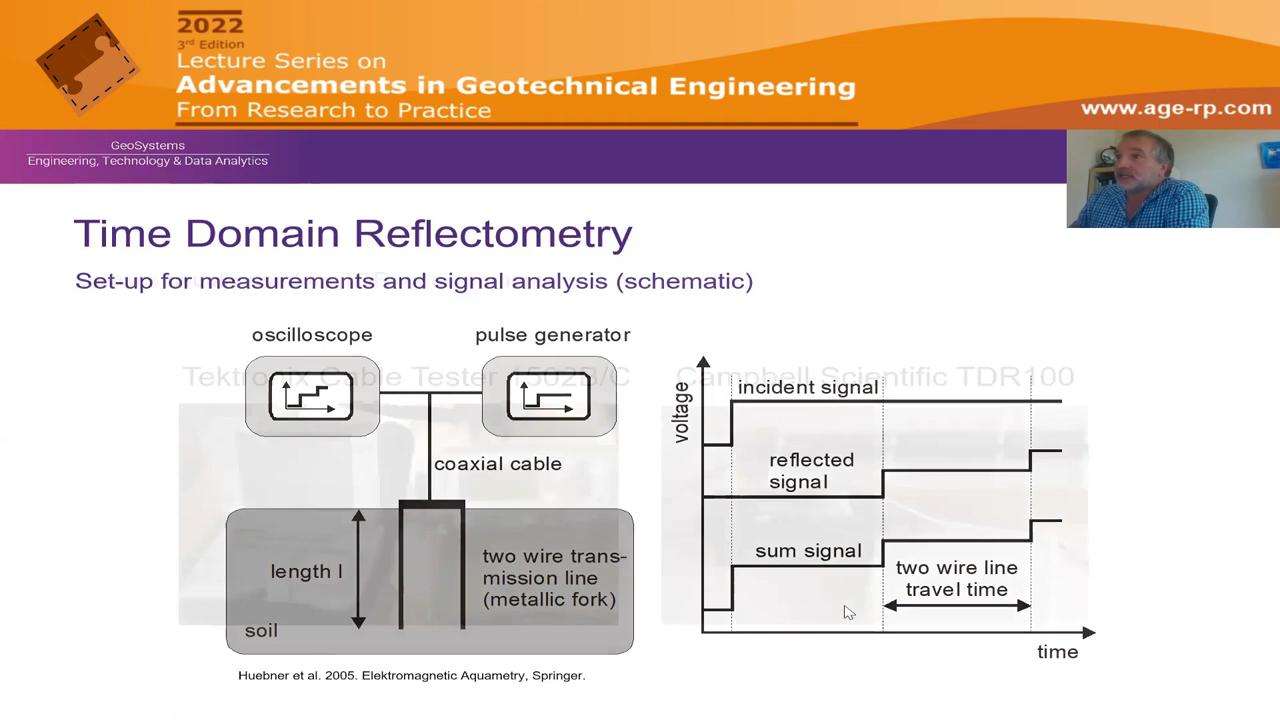 2022
3rd Edition
Lecture Series on
Advancements in Geotechnical Engineering
From Research to Practice
www.age-rp.com
GeoSystems
Engineering, Technology & Data Analytics
Time Domain Reflectometry
Set-up for measurements and signal analysis (schematic)
oscilloscope
pulse generator
Tektronix Cable Tester 1502B/C
Campbell Scientific TDR100
coaxial cable
length l
two wire trans-
mission line
(metallic fork)
soil
Huebner et al. 2005. Elektromagnetic Aquametry, Springer.
voltage
incident signal
reflected
signal
sum signal
two wire line
travel time
time